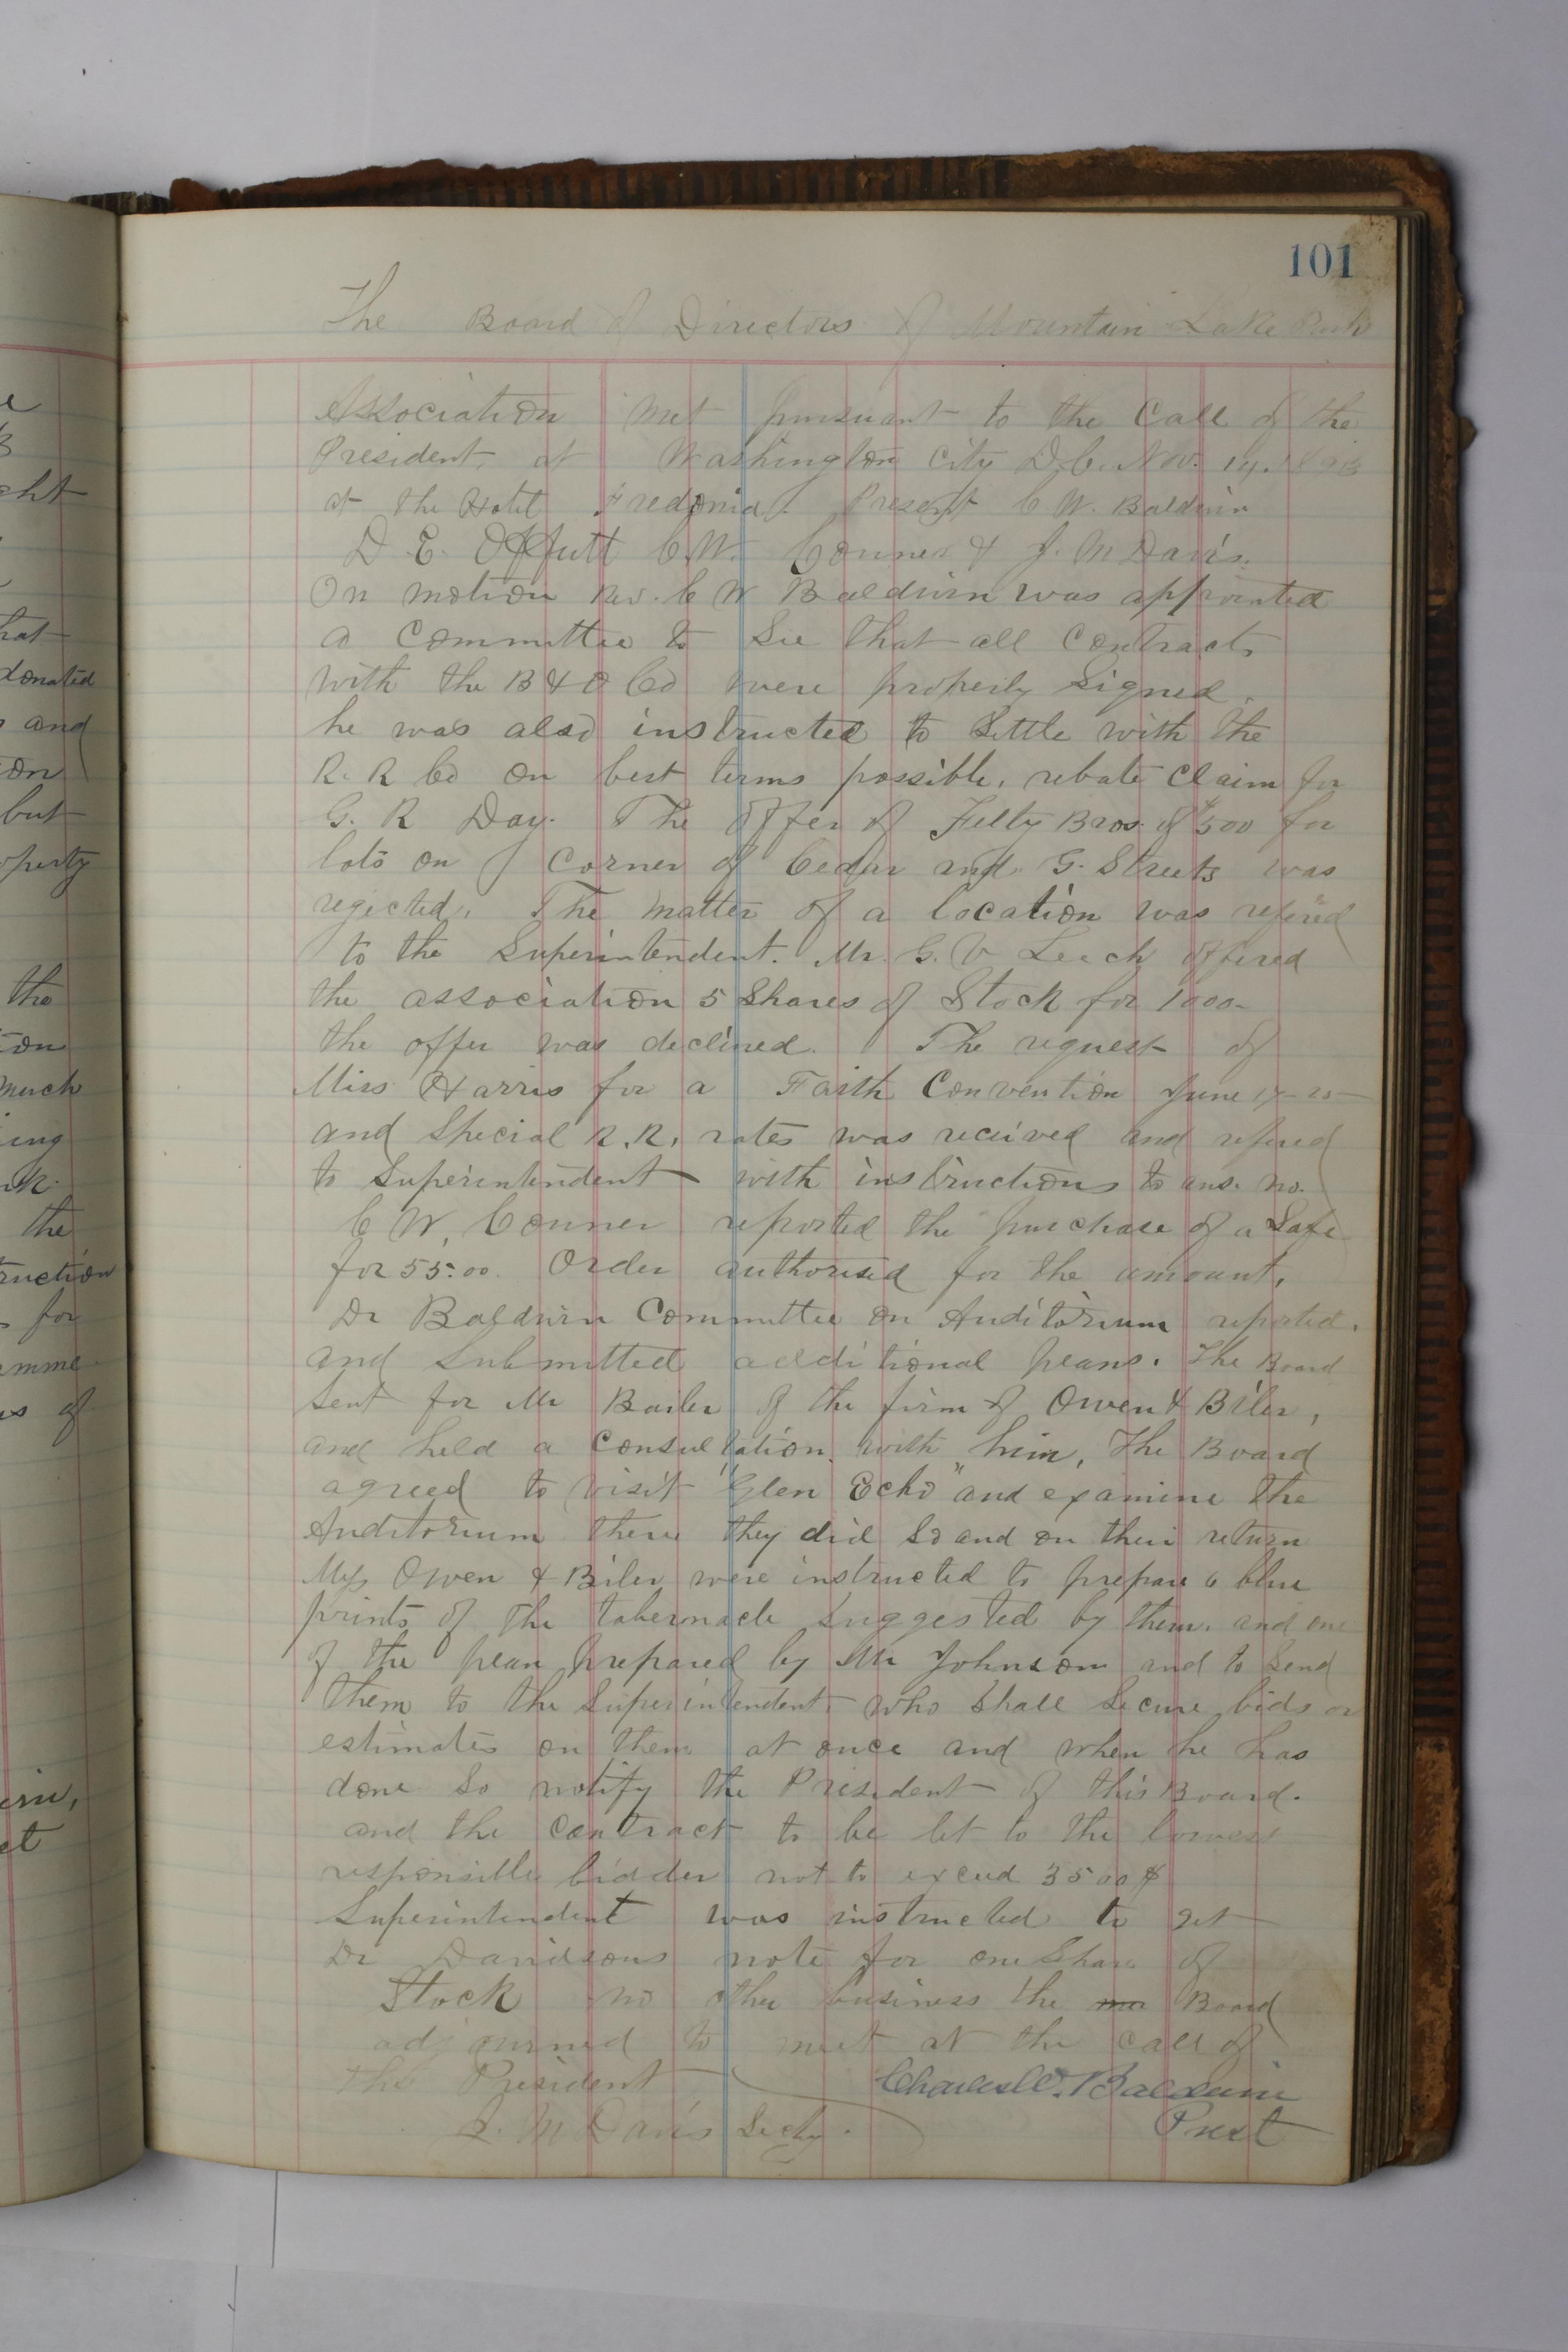 101
The Board of Directors of Mountain Lake Park
Association met pursuant to the Call of the
President, at Washington City D.C. Nov. 14. 1893
at the Hotel Fredonia. Present C W. Baldwin
D. E. Offutt C. W. Conner & J. M Davis.
On motion Rev. C W Baldwin was appointed
a Committee to See that all Contracts
with the B & O Co were properly Signed.
he was also instructed to Settle with the
R. R Co on best terms possible, rebate Claim for
G. R Day. The offer of Felty Bros. of $500 for
lots on Corner of Cedar and G. Streets was
rejected. The matter of a location was refered
to the Superintendent. Mr. G. V Leech offered
the association 5 Shares of Stock for 1000-
the offer was declined. The request of
Miss Harris for a Faith Convention June 17-25
and Special R.R. rates was received and refered
to Superintendent with instructions to ans. no.
C W, Conner reported the purchase of a Safe
for 55.00. Order authorised for the amount,
Dr Baldwin Committee on Auditorium reported.
and Submitted additional plans. The Board
Sent for Mr Bailer of the firm of Owen & Biler,
and held a Consultation with him, The Board
agreed to visit "Glen Echo" and examine the
Auditorium there they did So and on their return
Mess Owen & Biler were instructed to prepare 6 blue
prints of the tabernacle Suggested by them. and one
of the plan prepared by Mr Johnson and to Send
them to the Superintendent, who Shall Secure bids or
estimates on them at once and when he has
done So notify the President of this Board.
and the Contract to be let to the lowest
responsible bidder not to exceed 3500 $
Superintendent was instructed to get
Dr Davidsons note for one Share of
Stock no other business the Board
adjourned to meet at the Call of
the President
Charles W. Baldwin
J. M Davis Secty.
Prest
the
donated
and
on
but
the
on
much
ing
the
for
of